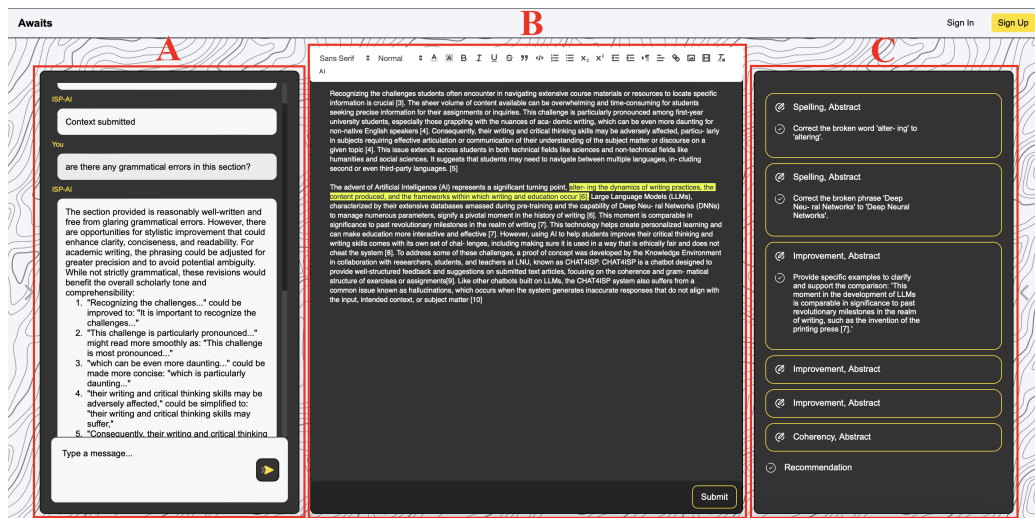 Awaits
Sign In
Sign Up
A
B
C
ISP-AI
Context submitted
You
are there any grammatical errors in this section?
ISP-AI
The section provided is reasonably well-written and
free from glaring grammatical errors. However, there
are opportunities for stylistic improvement that could
enhance clarity, conciseness, and readability. For
academic writing, the phrasing could be adjusted for
greater precision and to avoid potential ambiguity.
While not strictly grammatical, these revisions would
benefit the overall scholarly tone and
comprehensibility:
1. "Recognizing the challenges..." could be
improved to: "It is important to recognize the
challenges..."
2. "This challenge is particularly pronounced..."
might read more smoothly as: "This challenge
is most pronounced..."
3. "which can be even more daunting..." could be
made more concise: "which is particularly
daunting..."
4. "their writing and critical thinking skills may be
adversely affected," could be simplified to:
"their writing and critical thinking skills may
suffer,"
5. "Consequently, their writing and critical thinking
Type a message...
Sans Serif Normal A A B I U S
AI
Recognizing the challenges students often encounter in navigating extensive course materials or resources to locate specific
information is crucial [3]. The sheer volume of content available can be overwhelming and time-consuming for students
seeking precise information for their assignments or inquiries. This challenge is particularly pronounced among first-year
university students, especially those grappling with the nuances of aca- demic writing, which can be even more daunting for
non-native English speakers [4]. Consequently, their writing and critical thinking skills may be adversely affected, particu- larly
in subjects requiring effective articulation or communication of their understanding of the subject matter or discourse on a
given topic [4]. This issue extends across students in both technical fields like sciences and non-technical fields like
humanities and social sciences. It suggests that students may need to navigate between multiple languages, in- cluding
second or even third-party languages. [5]
The advent of Artificial Intelligence (AI) represents a significant turning point, alter- ing the dynamics of writing practices, the
content produced, and the frameworks within which writing and education occur [6]. Large Language Models (LLMs),
characterized by their extensive databases amassed during pre-training and the capability of Deep Neu- ral Networks (DNNs)
to manage numerous parameters, signify a pivotal moment in the history of writing [6]. This moment is comparable in
significance to past revolutionary milestones in the realm of writing [7]. This technology helps create personalized learning and
can make education more interactive and effective [7]. However, using AI to help students improve their critical thinking and
writing skills comes with its own set of chal- lenges, including making sure it is used in a way that is ethically fair and does not
cheat the system [8]. To address some of these challenges, a proof of concept was developed by the Knowledge Environment
in collaboration with researchers, students, and teachers at LNU, known as CHAT4ISP. CHAT4ISP is a chatbot designed to
provide well-structured feedback and suggestions on submitted text articles, focusing on the coherence and gram- matical
structure of exercises or assignments[9]. Like other chatbots built on LLMs, the CHAT4ISP system also suffers from a
common issue known as hallucinations, which occurs when the system generates inaccurate responses that do not align with
the input, intended context, or subject matter [10]
Submit
Spelling, Abstract
Correct the broken word 'alter- ing' to
'altering'.
Spelling, Abstract
Correct the broken phrase 'Deep
Neu- ral Networks' to 'Deep Neural
Networks'.
Improvement, Abstract
Provide specific examples to clarify
and support the comparison: 'This
moment in the development of LLMs
is comparable in significance to past
revolutionary milestones in the realm
of writing, such as the invention of the
printing press [7].'
Improvement, Abstract
Improvement, Abstract
Coherency, Abstract
Recommendation